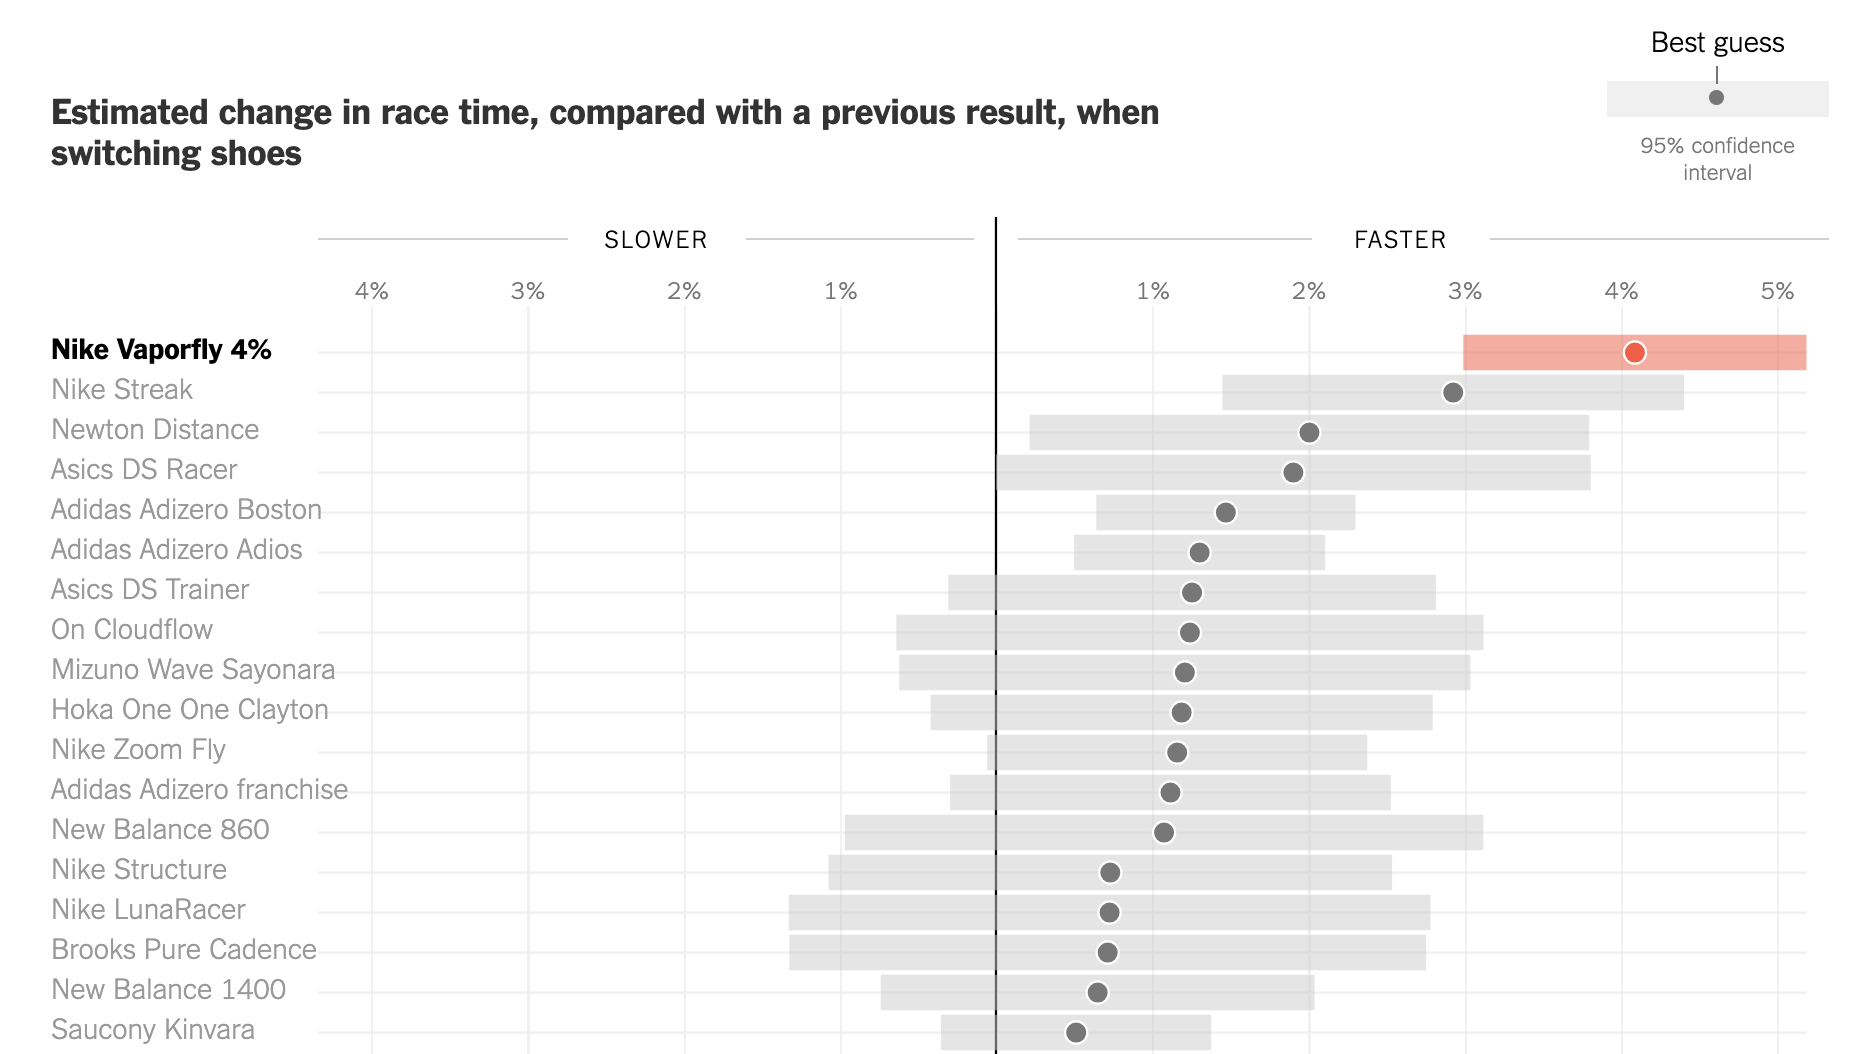 Best guess
95% confidence
interval
Estimated change in race time, compared with a previous result, when
switching shoes
SLOWER FASTER
4% 3% 2% 1% 1% 2% 3% 4% 5%
Nike Vaporfly 4%
Nike Streak
Newton Distance
Asics DS Racer
Adidas Adizero Boston
Adidas Adizero Adios
Asics DS Trainer
On Cloudflow
Mizuno Wave Sayonara
Hoka One One Clayton
Nike Zoom Fly
Adidas Adizero franchise
New Balance 860
Nike Structure
Nike LunaRacer
Brooks Pure Cadence
New Balance 1400
Saucony Kinvara